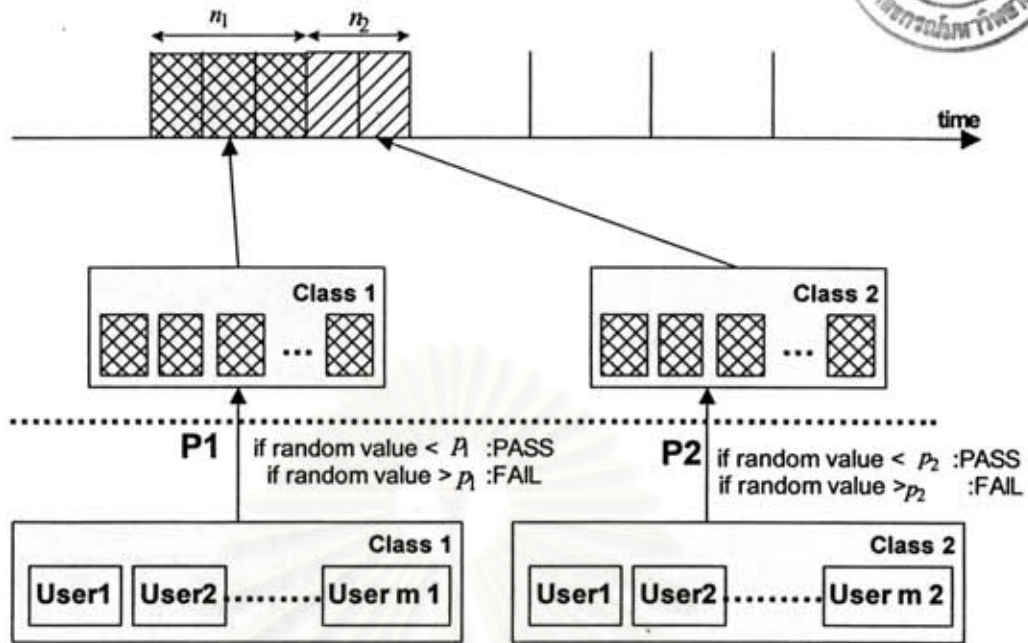 n₁ n₂
time
Class 1
...
Class 2
...
P1
if random value < p₁ :PASS
if random value > p₁ :FAIL
P2
if random value < p₂ :PASS
if random value >p₂ :FAIL
Class 1
User1 User2 ......... User m 1
Class 2
User1 User2 ......... User m 2